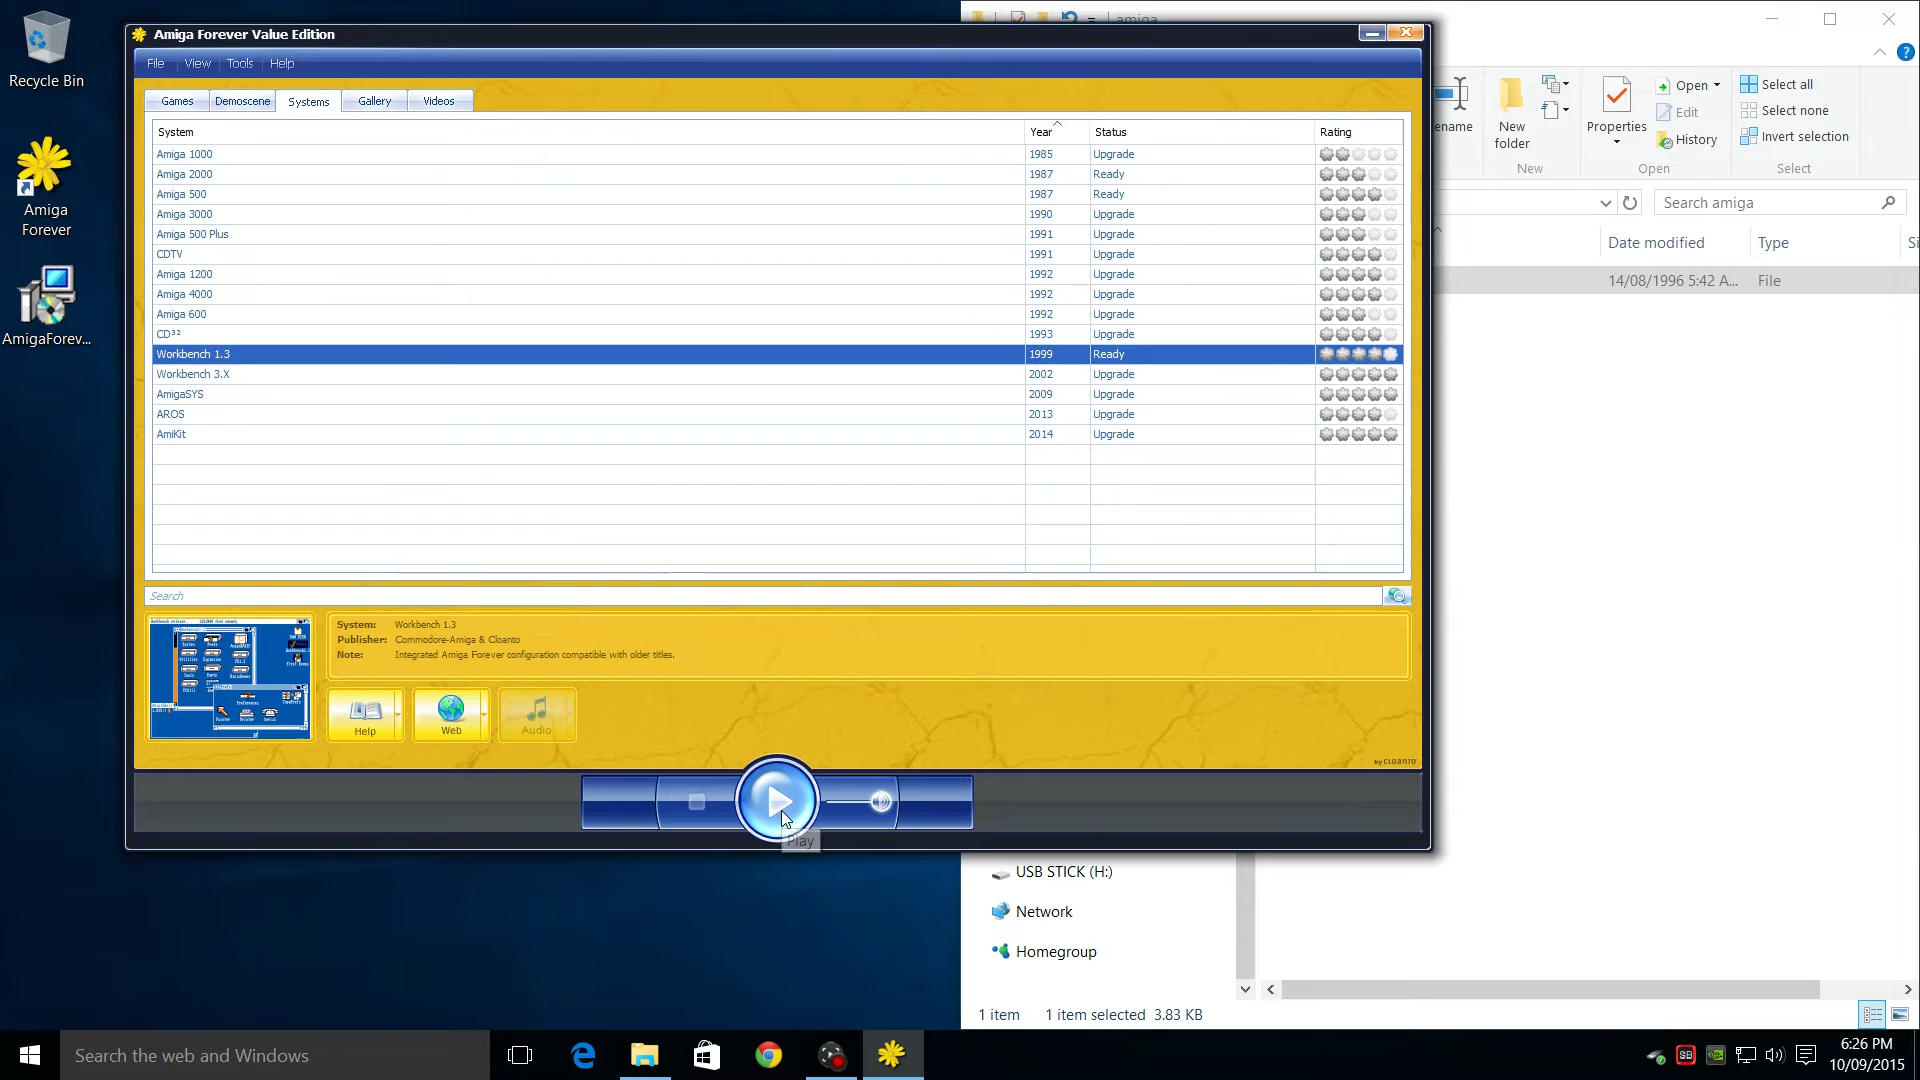 Recycle Bin
Amiga
Forever
AmigaForev...
Amiga Forever Value Edition
File View Tools Help
Games Demoscene Systems Gallery Videos
System Year Status Rating
Amiga 1000 1985 Upgrade
Amiga 2000 1987 Ready
Amiga 500 1987 Ready
Amiga 3000 1990 Upgrade
Amiga 500 Plus 1991 Upgrade
CDTV 1991 Upgrade
Amiga 1200 1992 Upgrade
Amiga 4000 1992 Upgrade
Amiga 600 1992 Upgrade
CD³² 1993 Upgrade
Workbench 1.3 1999 Ready
Workbench 3.X 2002 Upgrade
AmigaSYS 2009 Upgrade
AROS 2013 Upgrade
AmiKit 2014 Upgrade
Search
System: Workbench 1.3
Publisher: Commodore-Amiga & Cloanto
Note: Integrated Amiga Forever configuration compatible with older titles.
Help Web Audio
by CLOANTO
Play
amiga
ename
New
folder
Properties
Open
Edit
History
Select all
Select none
Invert selection
New Open Select
Search amiga
Date modified Type Si
14/08/1996 5:42 A... File
USB STICK (H:)
Network
Homegroup
1 item 1 item selected 3.83 KB
Search the web and Windows
6:26 PM
10/09/2015